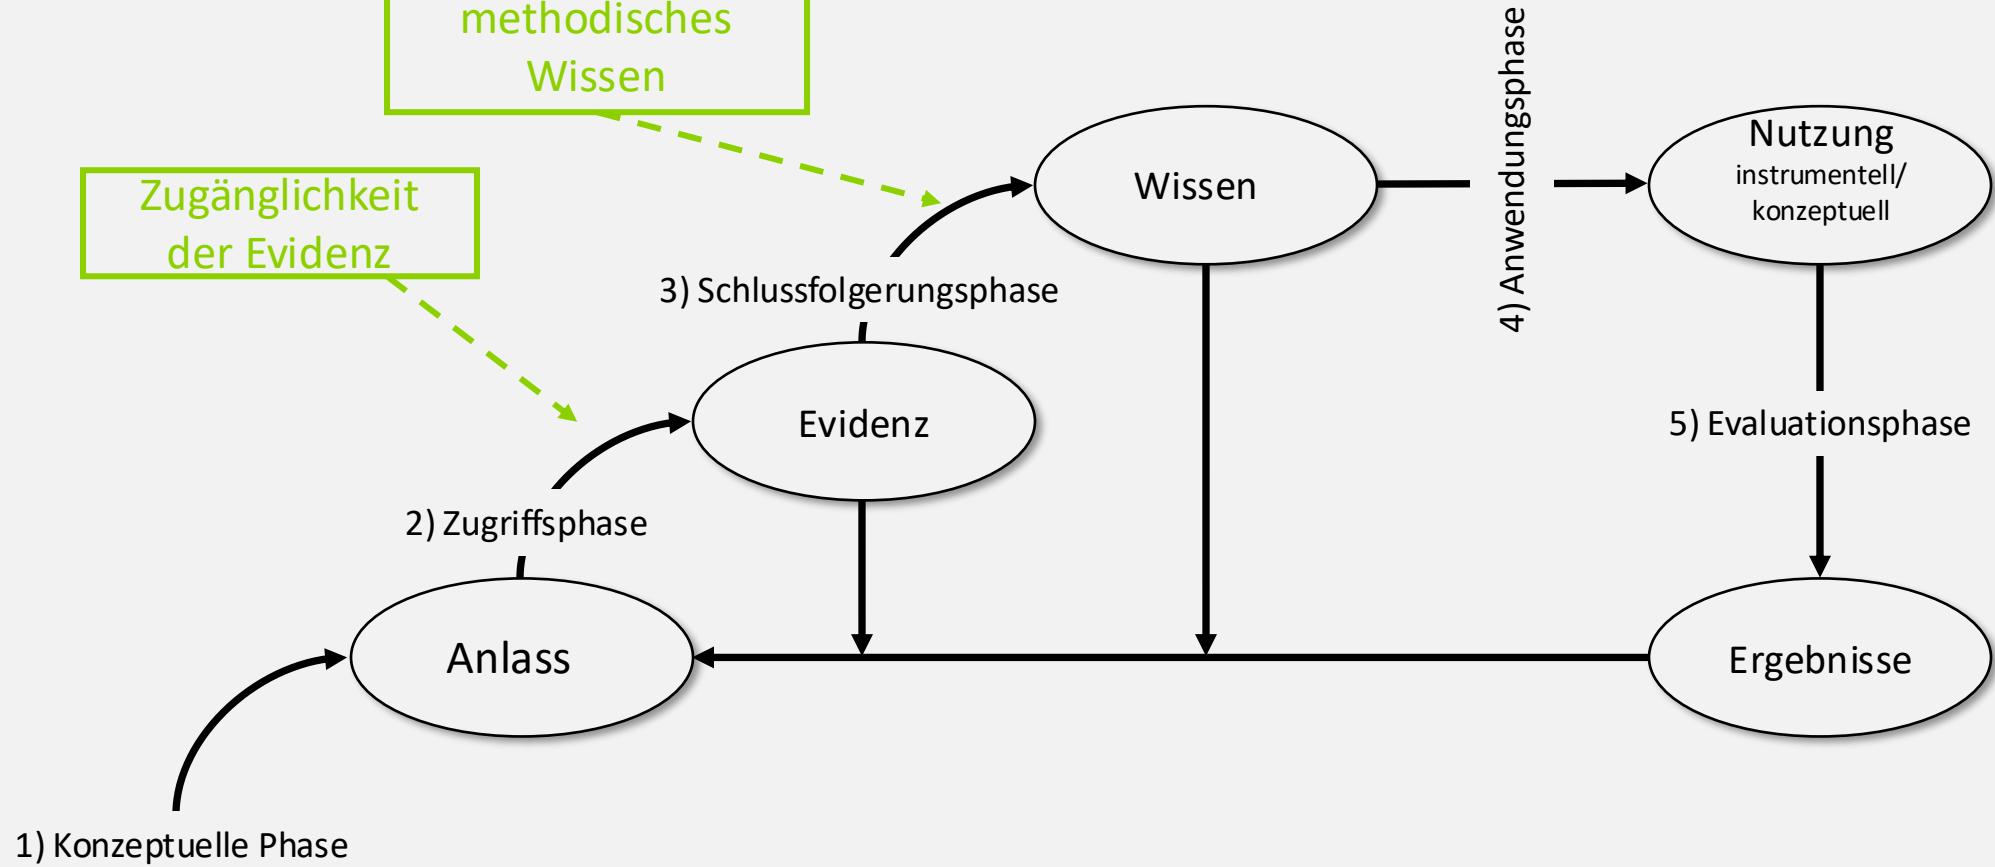 methodisches
Wissen
Zugänglichkeit
der Evidenz
4) Anwendungsphase
Wissen
Nutzung
instrumentell/
konzeptuell
3) Schlussfolgerungsphase
Evidenz
5) Evaluationsphase
2) Zugriffsphase
Anlass
Ergebnisse
1) Konzeptuelle Phase